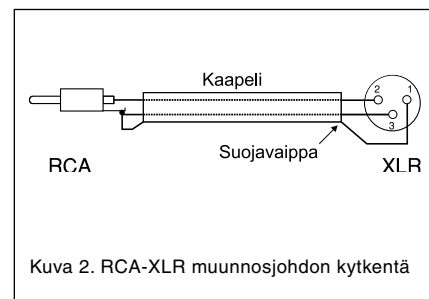 Kaapeli
2
1
3
Suojavaippa
RCA
XLR
Kuva 2. RCA-XLR muunnosjohdon kytkentä